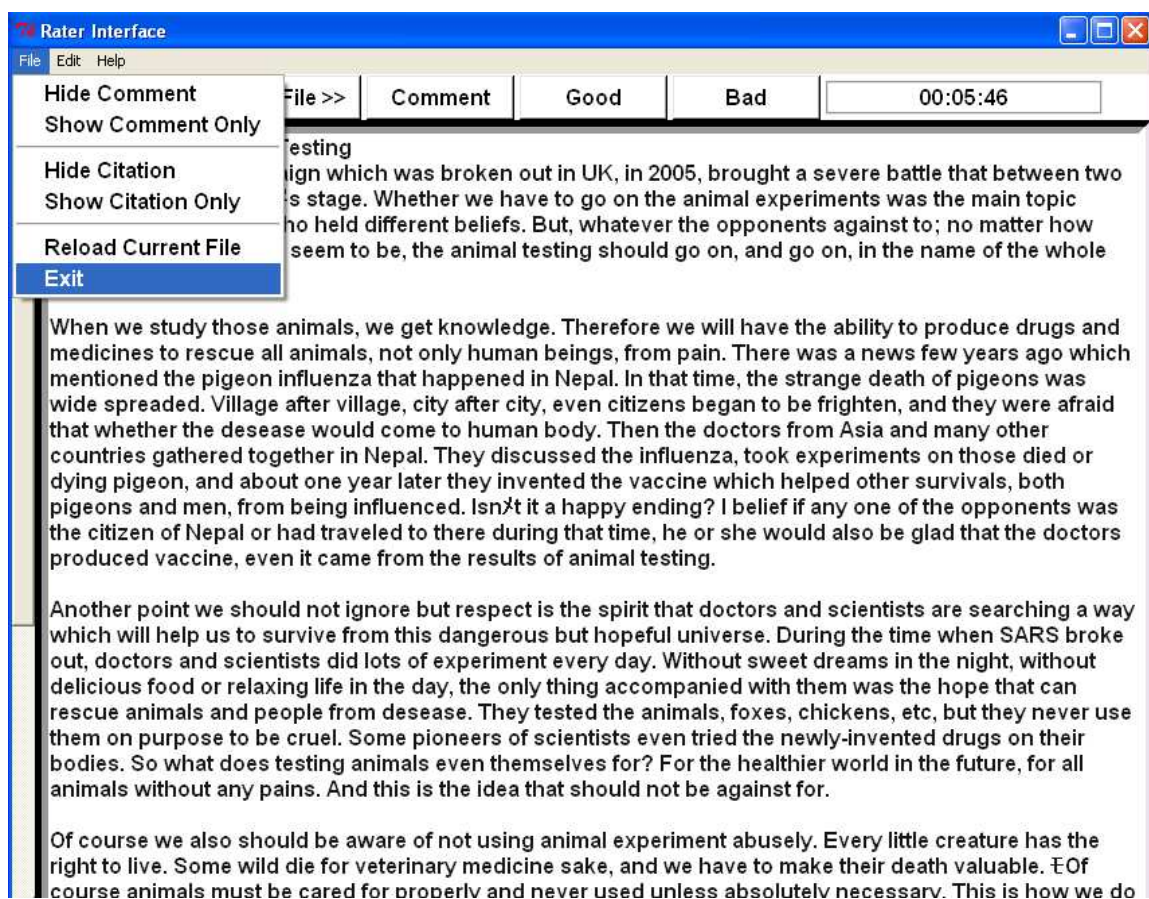 Rater Interface
File Edit Help
Hide Comment
Show Comment Only
Hide Citation
Show Citation Only
Reload Current File
Exit
File >> Comment Good Bad 00:05:46
esting
ign which was broken out in UK, in 2005, brought a severe battle that between two
s stage. Whether we have to go on the animal experiments was the main topic
ho held different beliefs. But, whatever the opponents against to; no matter how
seem to be, the animal testing should go on, and go on, in the name of the whole
When we study those animals, we get knowledge. Therefore we will have the ability to produce drugs and
medicines to rescue all animals, not only human beings, from pain. There was a news few years ago which
mentioned the pigeon influenza that happened in Nepal. In that time, the strange death of pigeons was
wide spreaded. Village after village, city after city, even citizens began to be frighten, and they were afraid
that whether the desease would come to human body. Then the doctors from Asia and many other
countries gathered together in Nepal. They discussed the influenza, took experiments on those died or
dying pigeon, and about one year later they invented the vaccine which helped other survivals, both
pigeons and men, from being influenced. Isn⊁t it a happy ending? I belief if any one of the opponents was
the citizen of Nepal or had traveled to there during that time, he or she would also be glad that the doctors
produced vaccine, even it came from the results of animal testing.
Another point we should not ignore but respect is the spirit that doctors and scientists are searching a way
which will help us to survive from this dangerous but hopeful universe. During the time when SARS broke
out, doctors and scientists did lots of experiment every day. Without sweet dreams in the night, without
delicious food or relaxing life in the day, the only thing accompanied with them was the hope that can
rescue animals and people from desease. They tested the animals, foxes, chickens, etc, but they never use
them on purpose to be cruel. Some pioneers of scientists even tried the newly-invented drugs on their
bodies. So what does testing animals even themselves for? For the healthier world in the future, for all
animals without any pains. And this is the idea that should not be against for.
Of course we also should be aware of not using animal experiment abusely. Every little creature has the
right to live. Some wild die for veterinary medicine sake, and we have to make their death valuable. ₤Of
course animals must be cared for properly and never used unless absolutely necessary. This is how we do